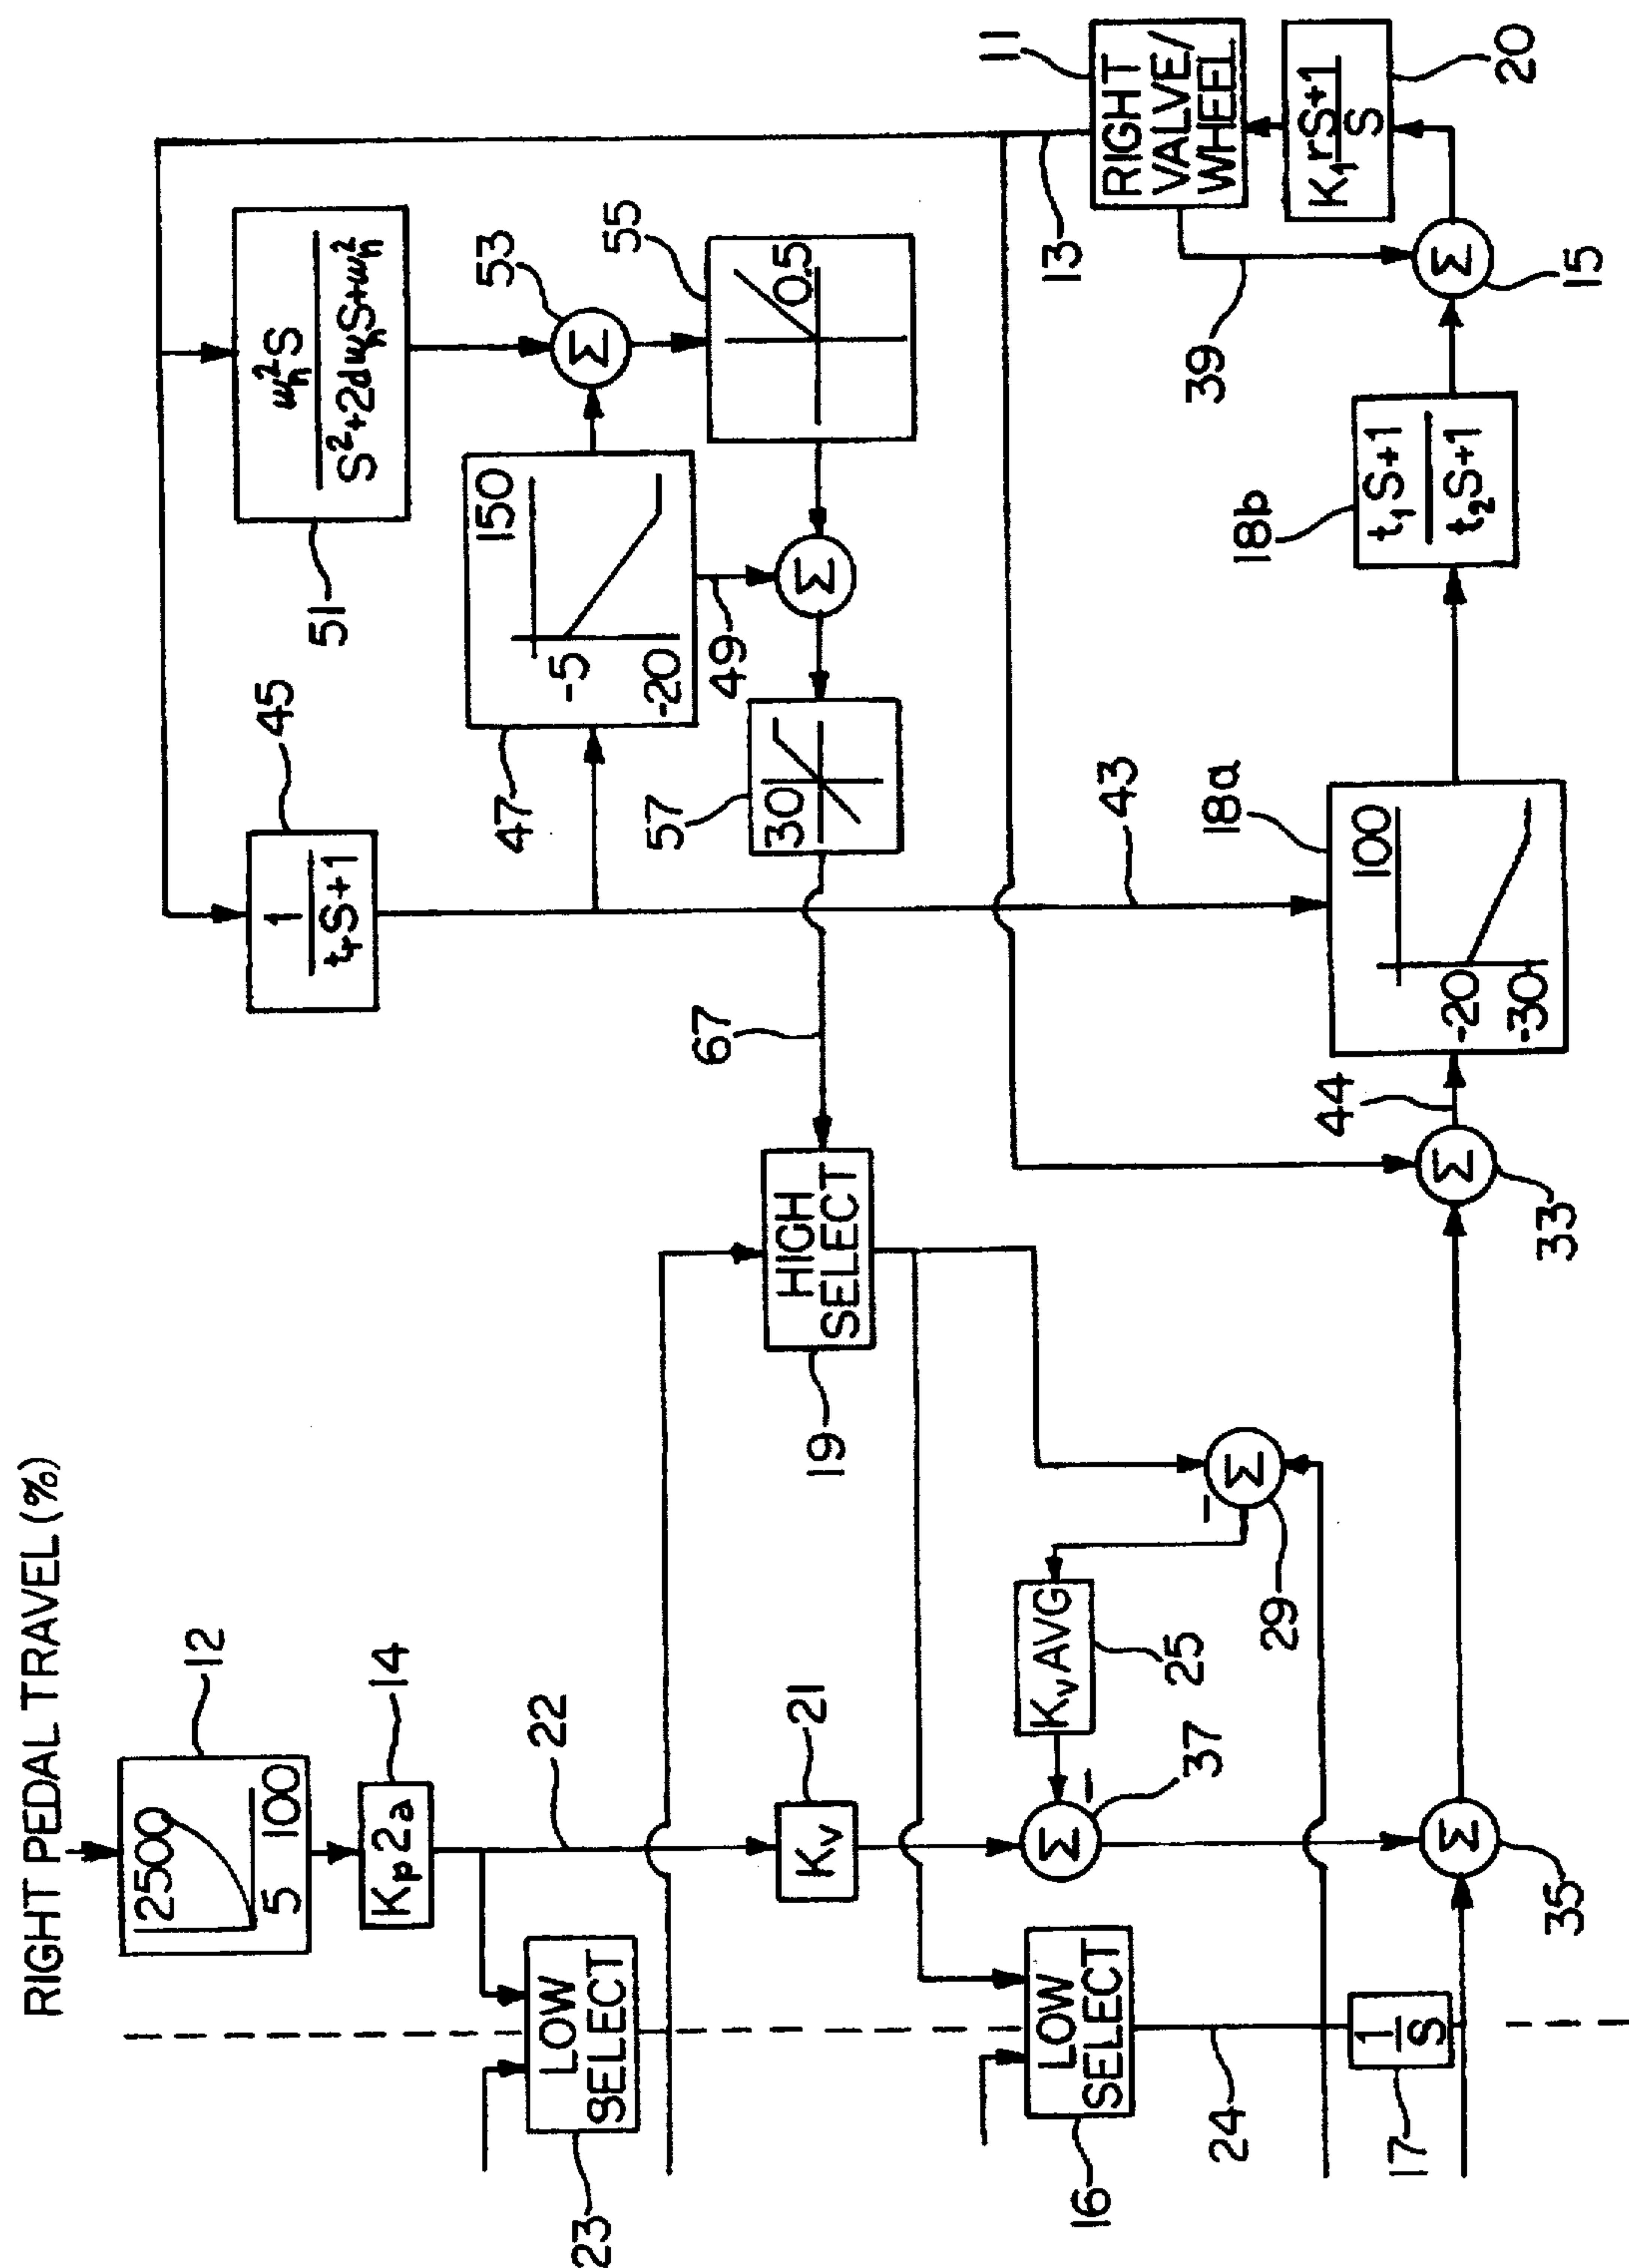 RIGHT PEDAL TRAVEL (%)
2500
5 100
12
Kp2a
14
22
LOW
SELECT
23
Kv
21
HIGH
SELECT
19
67
LOW
SELECT
16
24
Σ
37
Kv AVG
25
Σ
29
1
S
17
Σ
35
Σ
33
44
1
trS+1
45
ωn²S
S²+2dωnS+ωn²
51
150
-5
-20
47
49
Σ
53
0.5
55
Σ
30
57
43
100
-20
-30
18a
t1S+1
t2S+1
18b
Σ
15
39
13
RIGHT
VALVE/
WHEEL
11
K1 rS+1
S
20